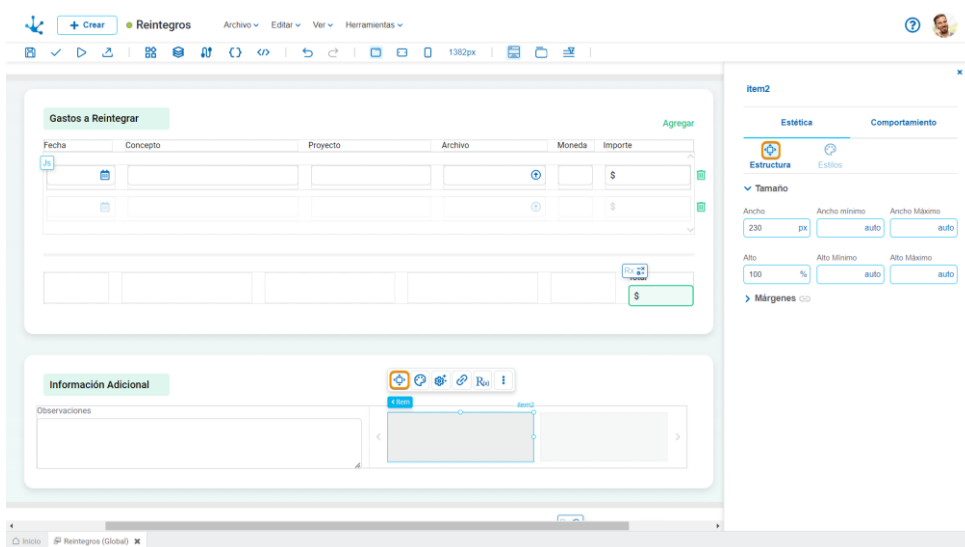 Crear
Reintegros
Archivo
Editar
Ver
Herramientas
1382px
item2
Estética
Comportamiento
Estructura
Estilos
Tamaño
Ancho
Ancho mínimo
Ancho Máximo
230 px
auto
auto
Alto
Alto Mínimo
Alto Máximo
100 %
auto
auto
Márgenes
Gastos a Reintegrar
Agregar
Fecha
Concepto
Proyecto
Archivo
Moneda
Importe
Js
$
$
Rx
Total
$
Información Adicional
R(x)
item
item2
Observaciones
Inicio
Reintegros (Global)